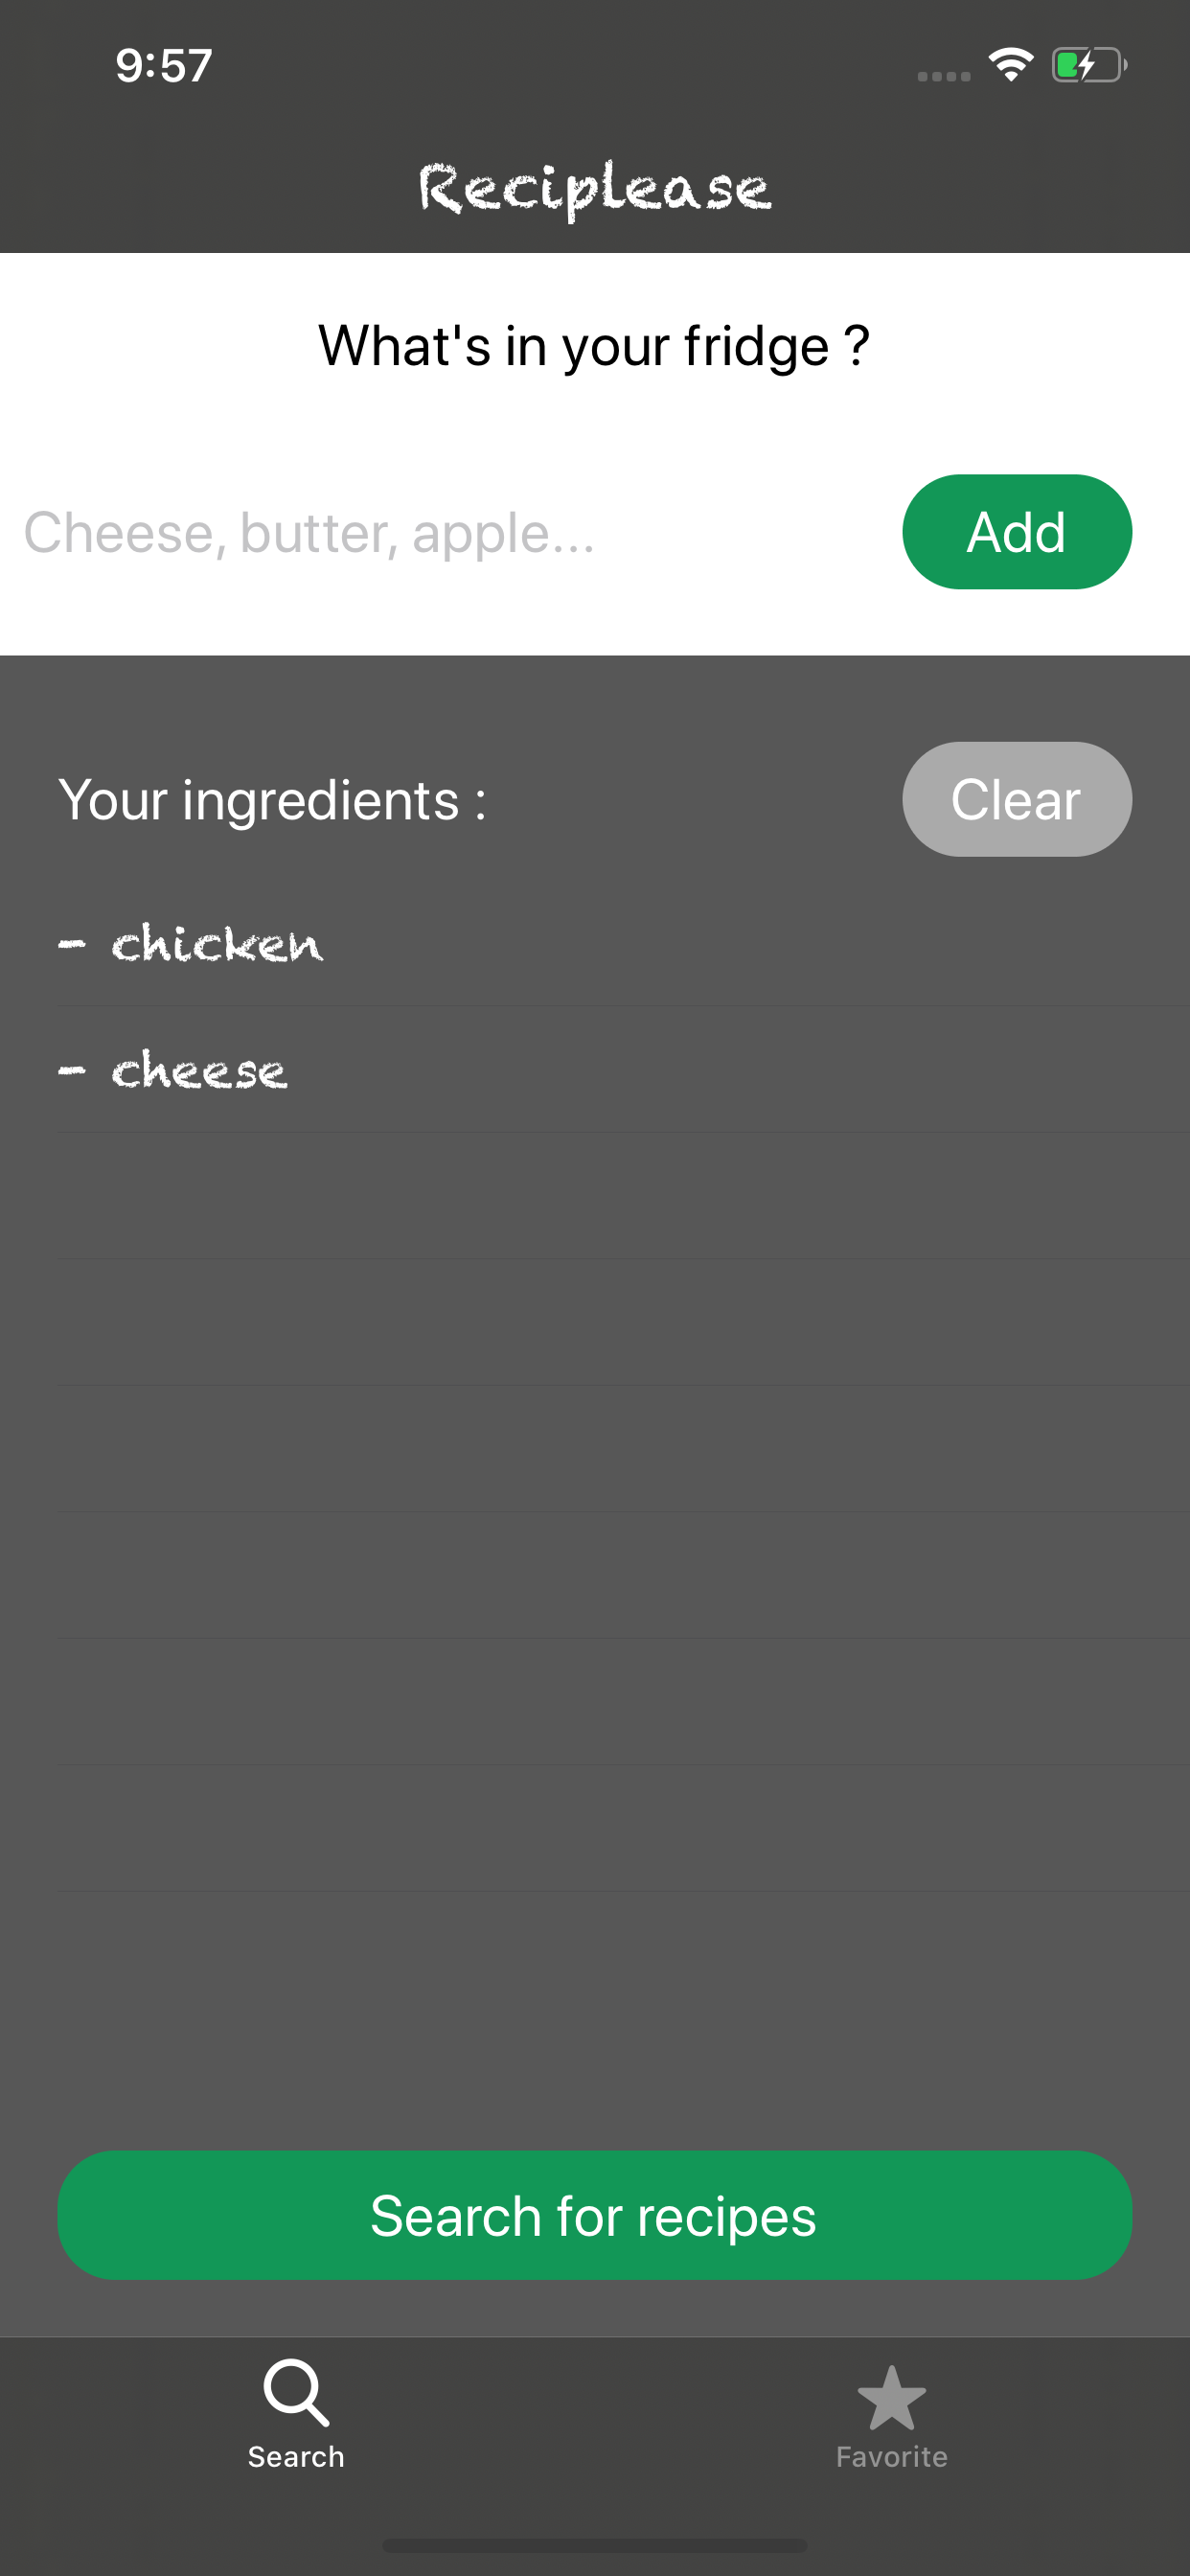 9:57
Reciplease
What's in your fridge ?
Cheese, butter, apple...
Add
Your ingredients :
Clear
- chicken
- cheese
Search for recipes
Search
Favorite